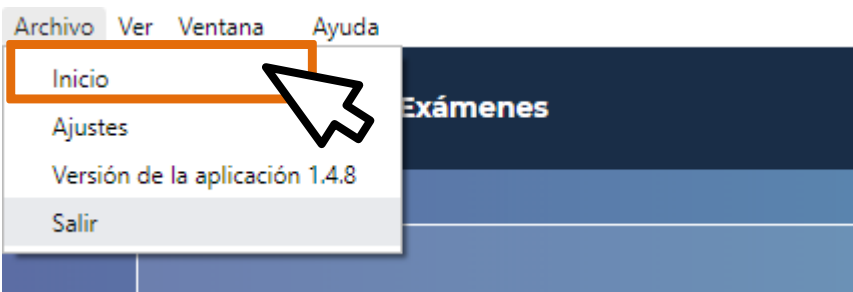 Archivo Ver Ventana Ayuda
Inicio
Exámenes
Ajustes
Versión de la aplicación 1.4.8
Salir